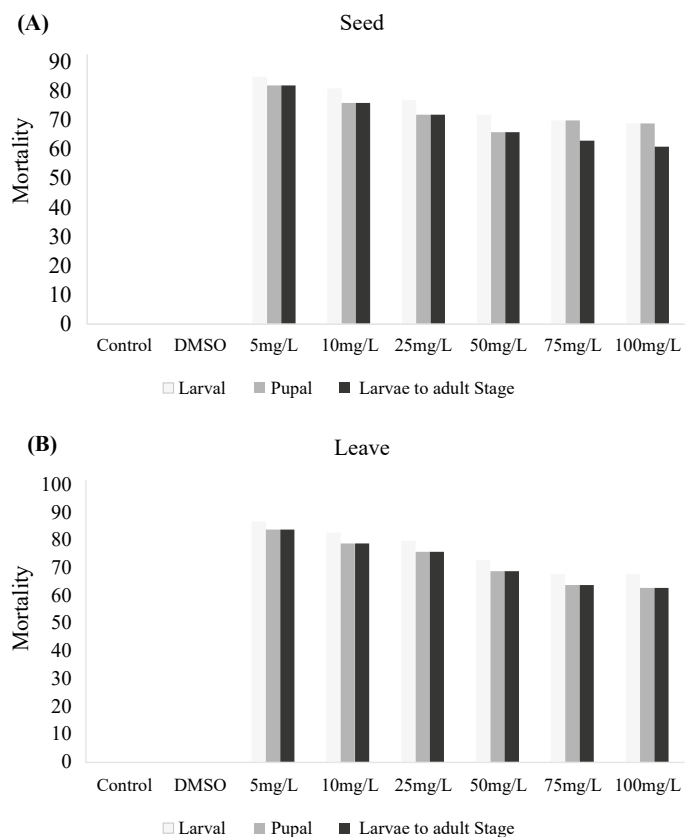 (A)
Seed
90
80
70
60
50
40
30
20
10
0
Mortality
Control DMSO 5mg/L 10mg/L 25mg/L 50mg/L 75mg/L 100mg/L
Larval Pupal Larvae to adult Stage
(B)
Leave
100
90
80
70
60
50
40
30
20
10
0
Mortality
Control DMSO 5mg/L 10mg/L 25mg/L 50mg/L 75mg/L 100mg/L
Larval Pupal Larvae to adult Stage